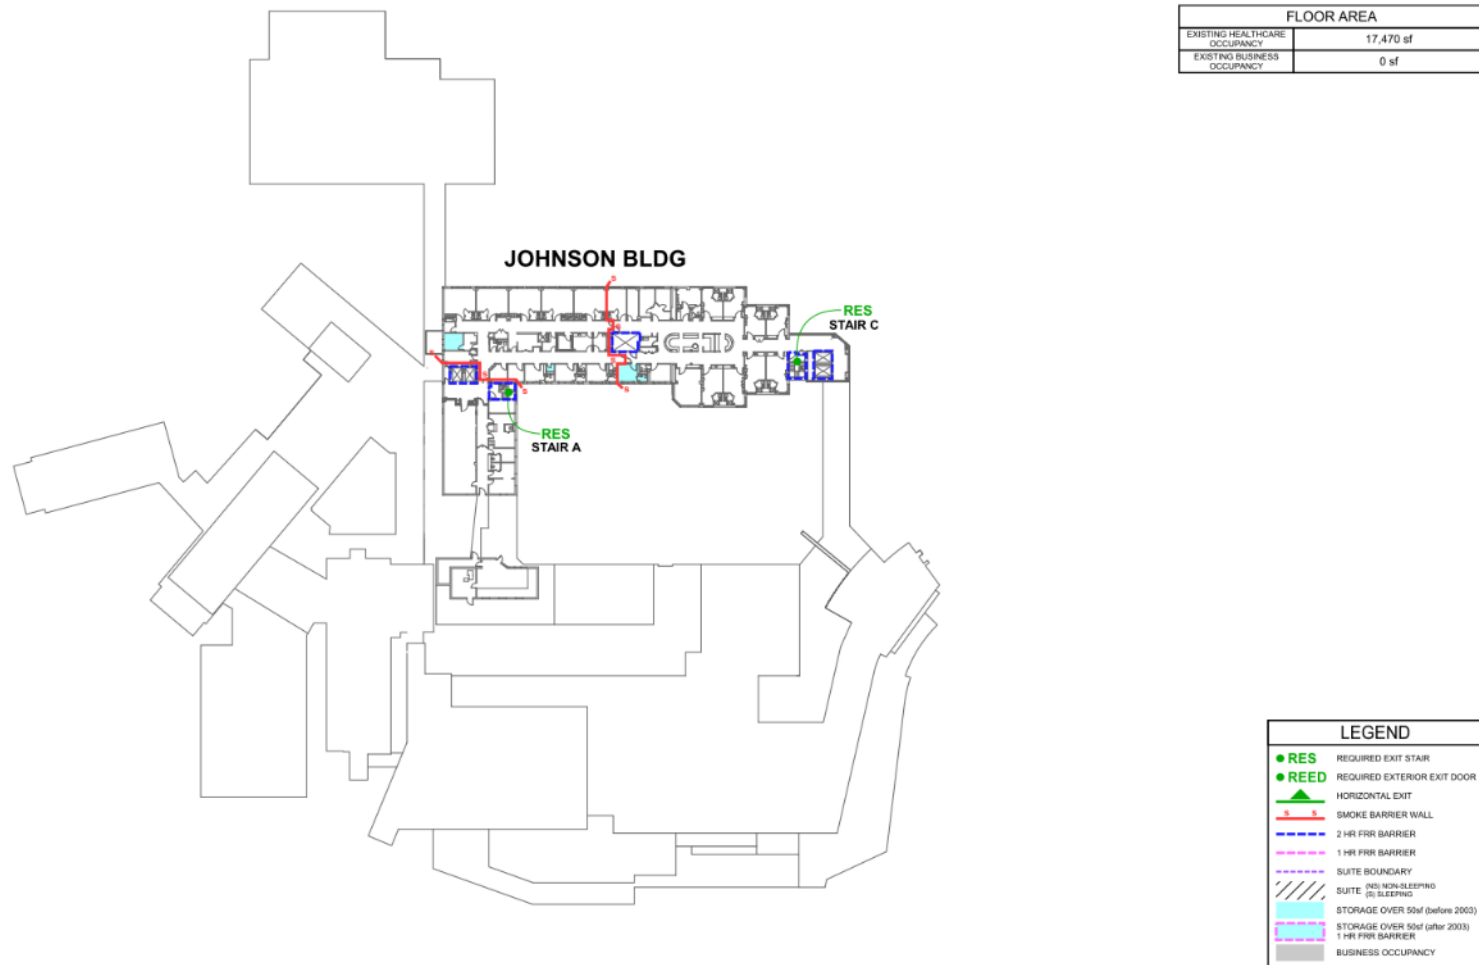 FLOOR AREA
EXISTING HEALTHCARE
OCCUPANCY
17,470 sf
EXISTING BUSINESS
OCCUPANCY
0 sf
JOHNSON BLDG
S
S
S
S
S
S
S
RES
STAIR C
RES
STAIR A
LEGEND
RES REQUIRED EXIT STAIR
REED REQUIRED EXTERIOR EXIT DOOR
HORIZONTAL EXIT
S S SMOKE BARRIER WALL
2 HR FRR BARRIER
1 HR FRR BARRIER
SUITE BOUNDARY
SUITE (NS) NON-SLEEPING
(S) SLEEPING
STORAGE OVER 50sf (before 2003)
STORAGE OVER 50sf (after 2003)
1 HR FRR BARRIER
BUSINESS OCCUPANCY